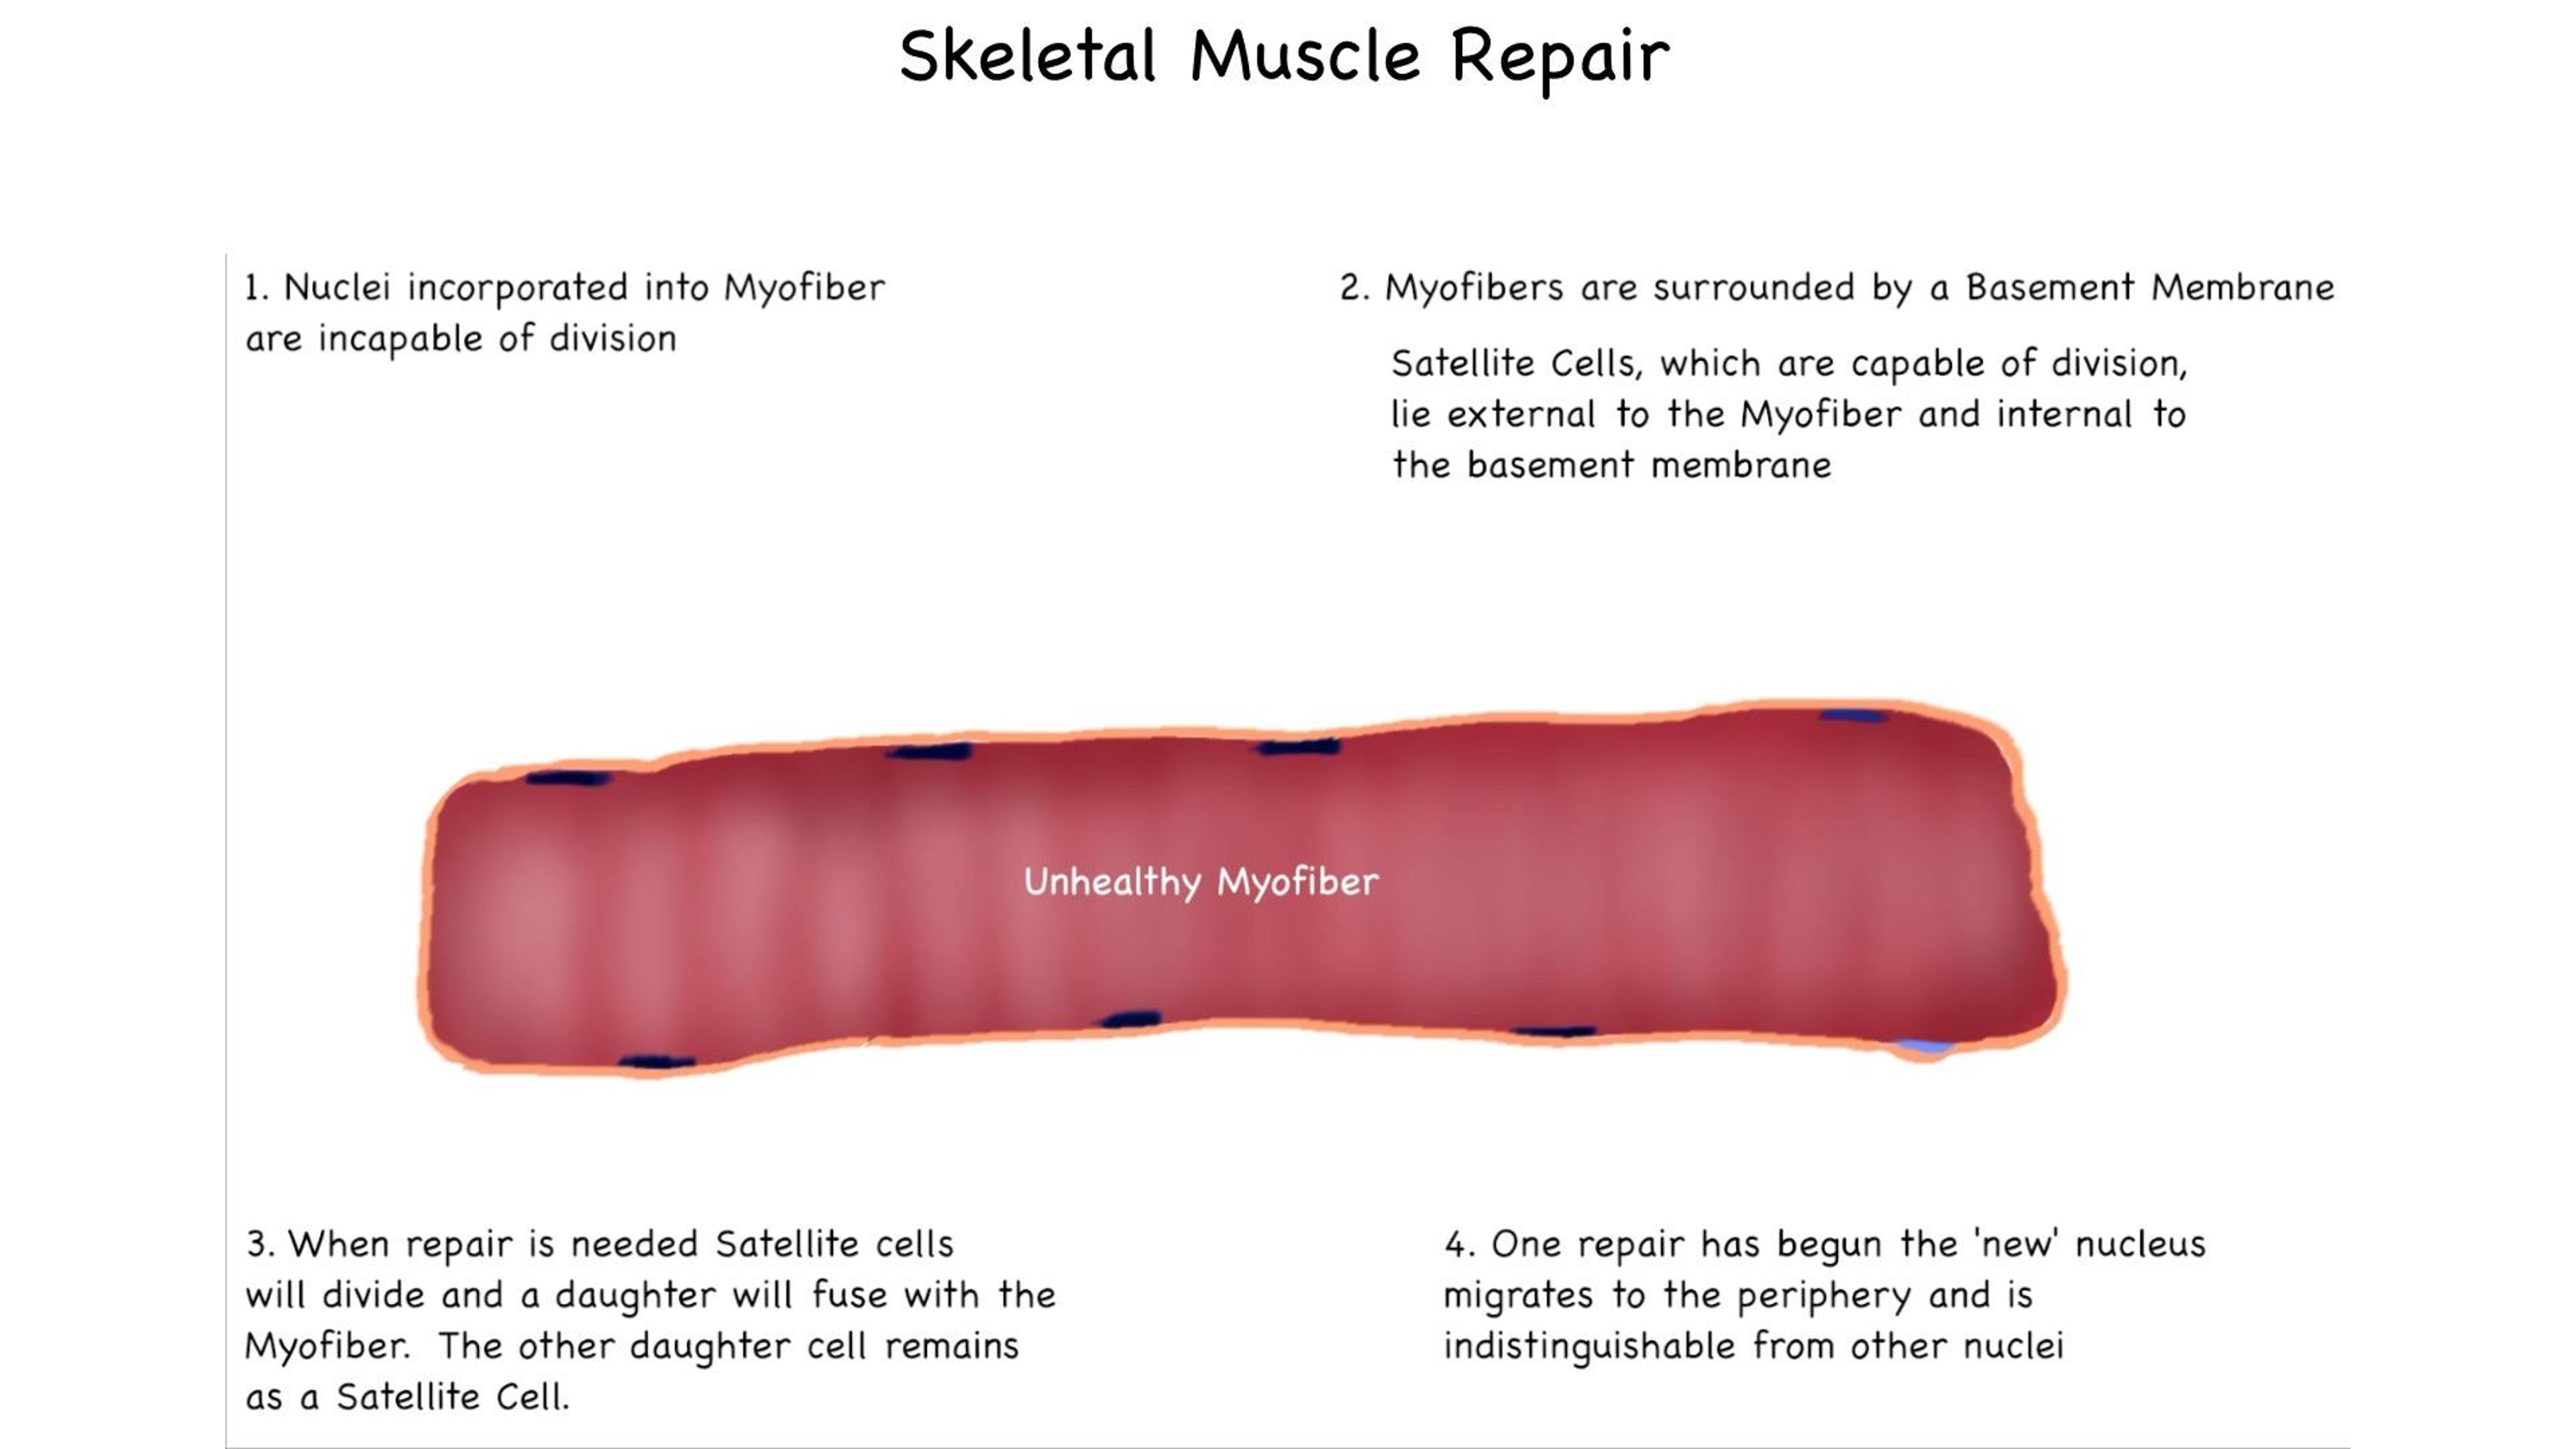 Skeletal Muscle Repair
1. Nuclei incorporated into Myofiber
are incapable of division
2. Myofibers are surrounded by a Basement Membrane
Satellite Cells, which are capable of division,
lie external to the Myofiber and internal to
the basement membrane
Unhealthy Myofiber
3. When repair is needed Satellite cells
will divide and a daughter will fuse with the
Myofiber. The other daughter cell remains
as a Satellite Cell.
4. One repair has begun the 'new' nucleus
migrates to the periphery and is
indistinguishable from other nuclei